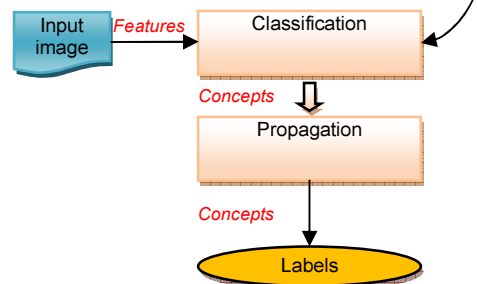 Input
image
Features
Classification
Concepts
Propagation
Concepts
Labels